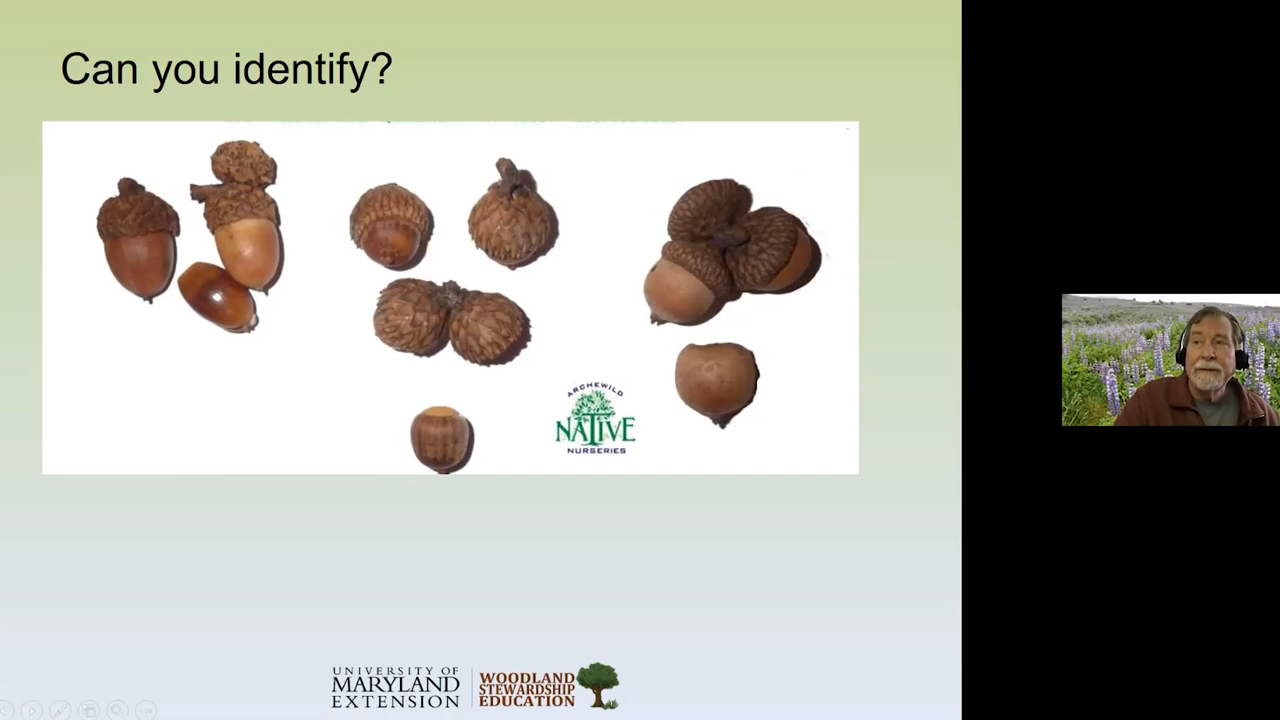 Can you identify?
ARCHEWILD
NATIVE
NURSERIES
UNIVERSITY OF
MARYLAND
EXTENSION
WOODLAND
STEWARDSHIP
EDUCATION